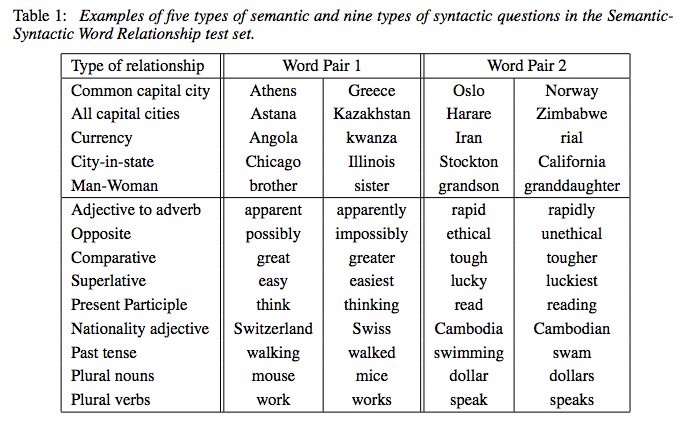 Table 1: Examples of five types of semantic and nine types of syntactic questions in the Semantic-
Syntactic Word Relationship test set.
Type of relationship Word Pair 1 Word Pair 2
Common capital city Athens Greece Oslo Norway
All capital cities Astana Kazakhstan Harare Zimbabwe
Currency Angola kwanza Iran rial
City-in-state Chicago Illinois Stockton California
Man-Woman brother sister grandson granddaughter
Adjective to adverb apparent apparently rapid rapidly
Opposite possibly impossibly ethical unethical
Comparative great greater tough tougher
Superlative easy easiest lucky luckiest
Present Participle think thinking read reading
Nationality adjective Switzerland Swiss Cambodia Cambodian
Past tense walking walked swimming swam
Plural nouns mouse mice dollar dollars
Plural verbs work works speak speaks